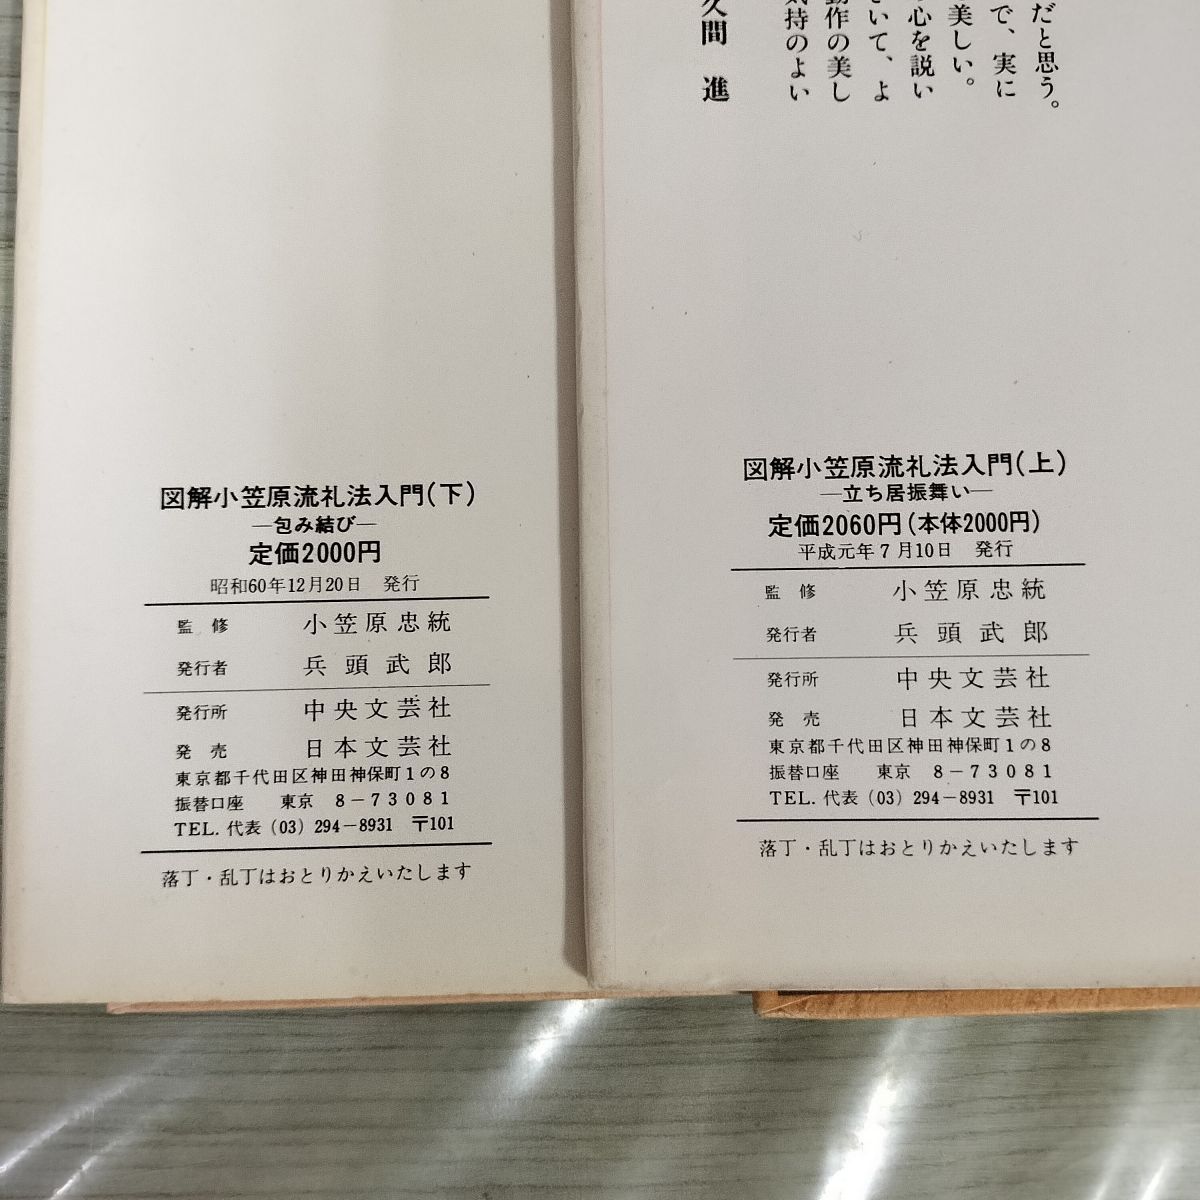 図解小笠原流礼法入門(下)
—包み結び—
定価2000円
昭和60年12月20日 発行
監修 小笠原忠統
発行者 兵頭武郎
発行所 中央文芸社
発売 日本文芸社
東京都千代田区神田神保町1の8
振替口座 東京 8-73081
TEL. 代表 (03) 294-8931 〒101
落丁・乱丁はおとりかえいたします
だと思う。
で、実に
美しい。
心を説い
いて、よ
動作の美し
気持のよい
久間 進
図解小笠原流礼法入門(上)
—立ち居振舞い—
定価2060円(本体2000円)
平成元年7月10日 発行
監修 小笠原忠統
発行者 兵頭武郎
発行所 中央文芸社
発売 日本文芸社
東京都千代田区神田神保町1の8
振替口座 東京 8-73081
TEL. 代表 (03) 294-8931 〒101
落丁・乱丁はおとりかえいたします